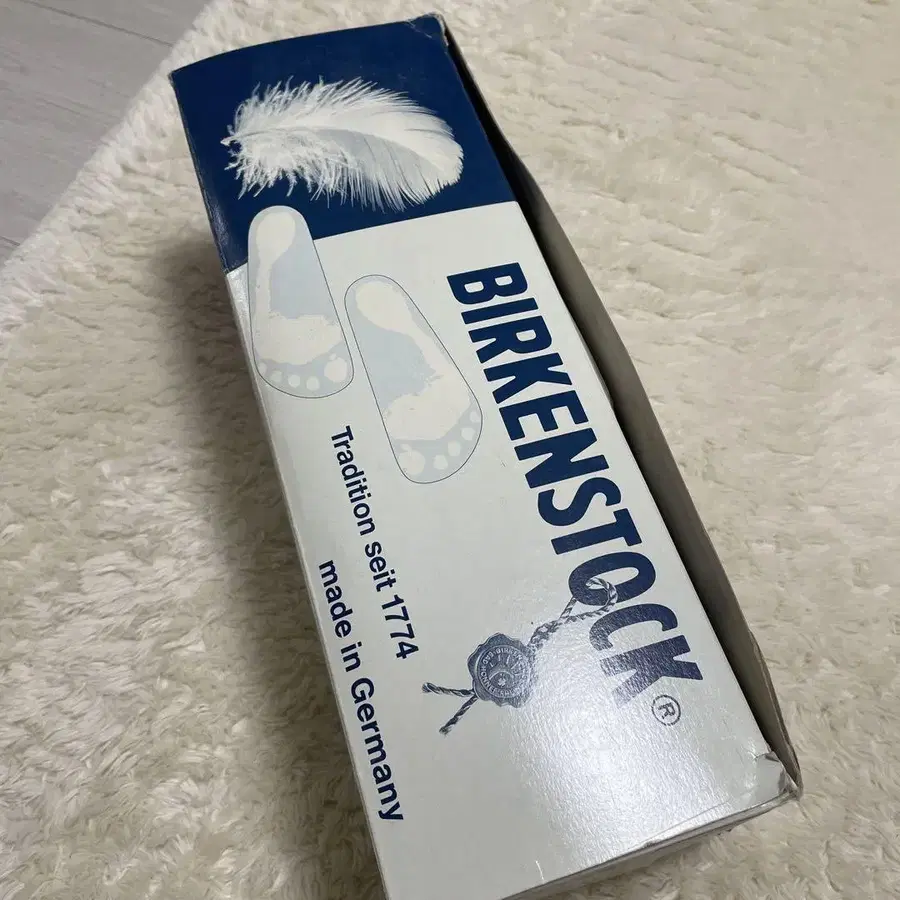 BIRKENSTOCK®
Tradition seit 1774
made in Germany